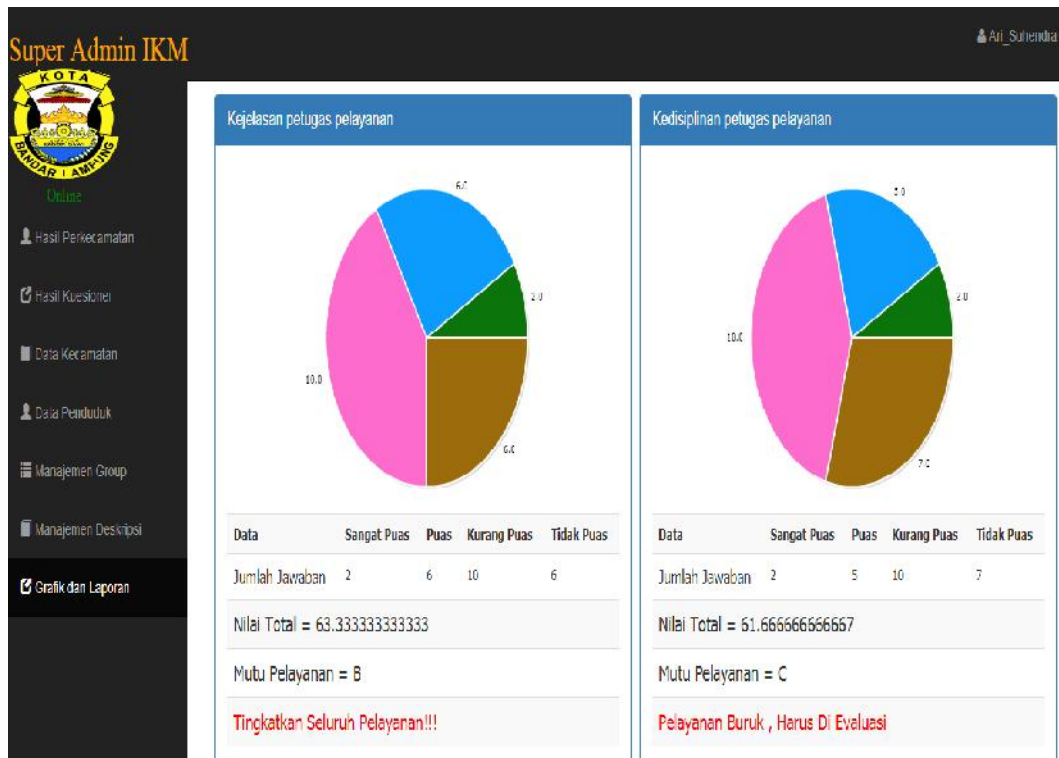 Super Admin IKM
Ari_Suhendra
KOTA
BANDAR LAMPUNG
Online
Hasil Perkecamatan
Hasil Kuesioner
Data Kecamatan
Data Penduduk
Manajemen Group
Manajemen Deskripsi
Grafik dan Laporan
Kejelasan petugas pelayanan
6.0
2.0
10.0
6.0
Data Sangat Puas Puas Kurang Puas Tidak Puas
Jumlah Jawaban 2 6 10 6
Nilai Total = 63.333333333333
Mutu Pelayanan = B
Tingkatkan Seluruh Pelayanan!!!
Kedisiplinan petugas pelayanan
5.0
2.0
10.0
7.0
Data Sangat Puas Puas Kurang Puas Tidak Puas
Jumlah Jawaban 2 5 10 7
Nilai Total = 61.666666666667
Mutu Pelayanan = C
Pelayanan Buruk , Harus Di Evaluasi